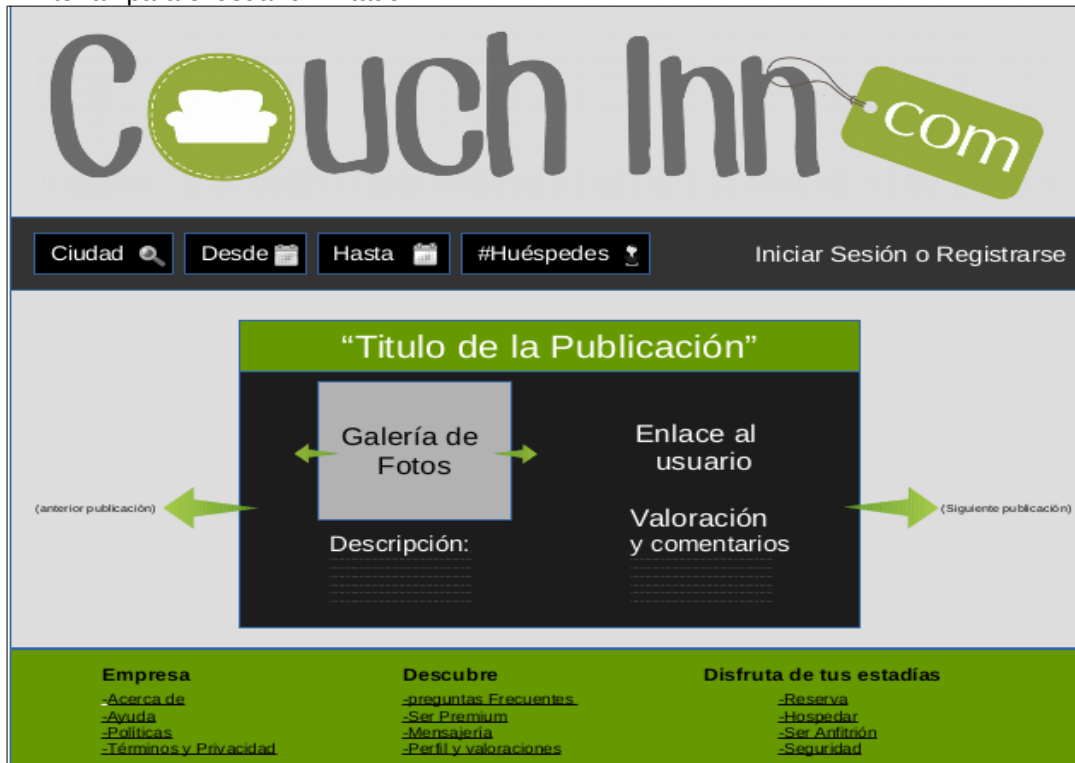 Couch Inn .com
Ciudad
Desde
Hasta
#Huéspedes
Iniciar Sesión o Registrarse
“Titulo de la Publicación”
Galería de
Fotos
Enlace al
usuario
(anterior publicación)
(Siguiente publicación)
Valoración
y comentarios
Descripción:
Empresa
-Acerca de
-Ayuda
-Políticas
-Términos y Privacidad
Descubre
-preguntas Frecuentes
-Ser Premium
-Mensajería
-Perfil y valoraciones
Disfruta de tus estadías
-Reserva
-Hospedar
-Ser Anfitrión
-Seguridad